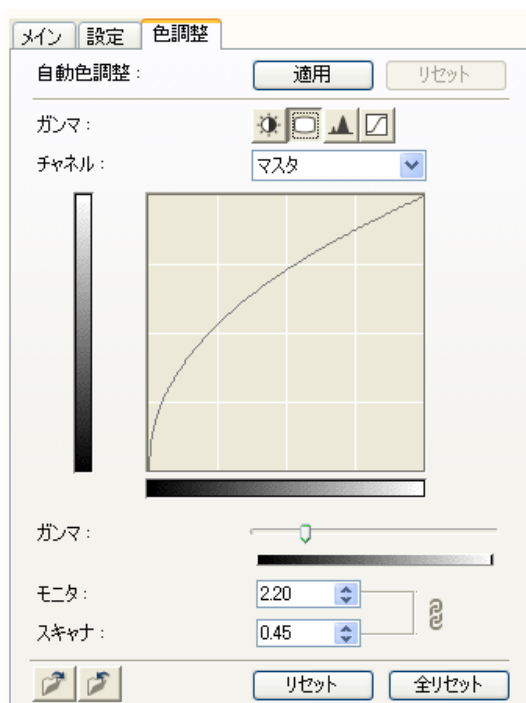 メイン 設定 色調整
自動色調整： 適用 リセット
ガンマ：
チャネル： マスタ
ガンマ：
モニタ： 2.20
スキャナ： 0.45
リセット 全リセット